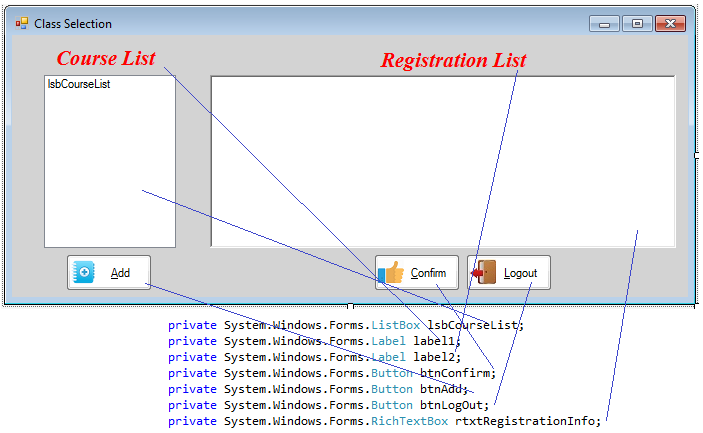 Class Selection
Course List
Registration List
lsbCourseList
Add
Confirm
Logout
private System.Windows.Forms.ListBox lsbCourseList;
private System.Windows.Forms.Label label1;
private System.Windows.Forms.Label label2;
private System.Windows.Forms.Button btnConfirm;
private System.Windows.Forms.Button btnAdd;
private System.Windows.Forms.Button btnLogOut;
private System.Windows.Forms.RichTextBox rtxtRegistrationInfo;